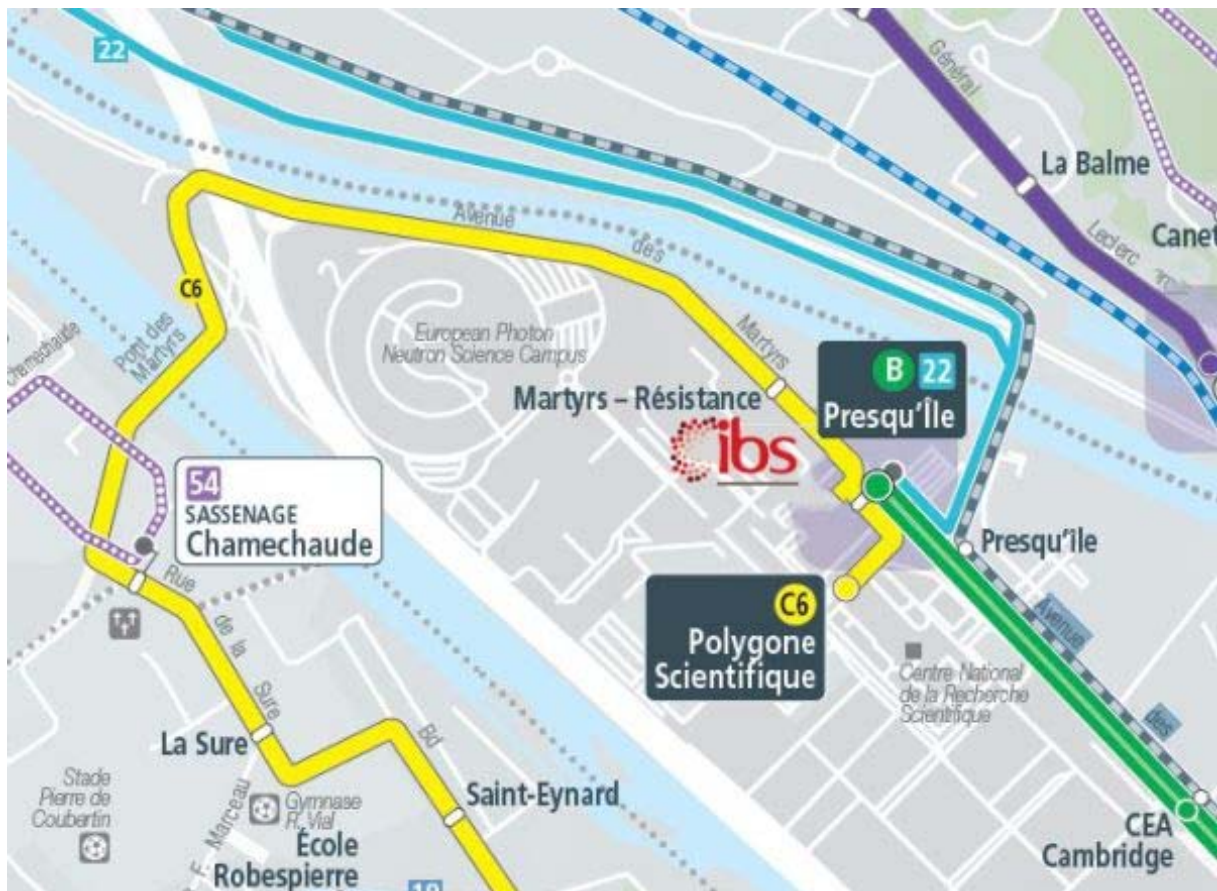 22
Général
La Balme
Leclerc
Canet
Avenue
des
Martyrs
C6
Pont des
Martyrs
Chamechaude
European Photon
Neutron Science Campus
Martyrs – Résistance
ibs
B 22
Presqu'Île
54
SASSENAGE
Chamechaude
Presqu'île
C6
Polygone
Scientifique
Rue
de la
Sure
Centre National
de la Recherche
Scientifique
Avenue
des
La Sure
Bd
Saint-Eynard
Stade
Pierre de
Coubertin
F. Marceau
Gymnase
R. Vial
École
Robespierre
CEA
Cambridge